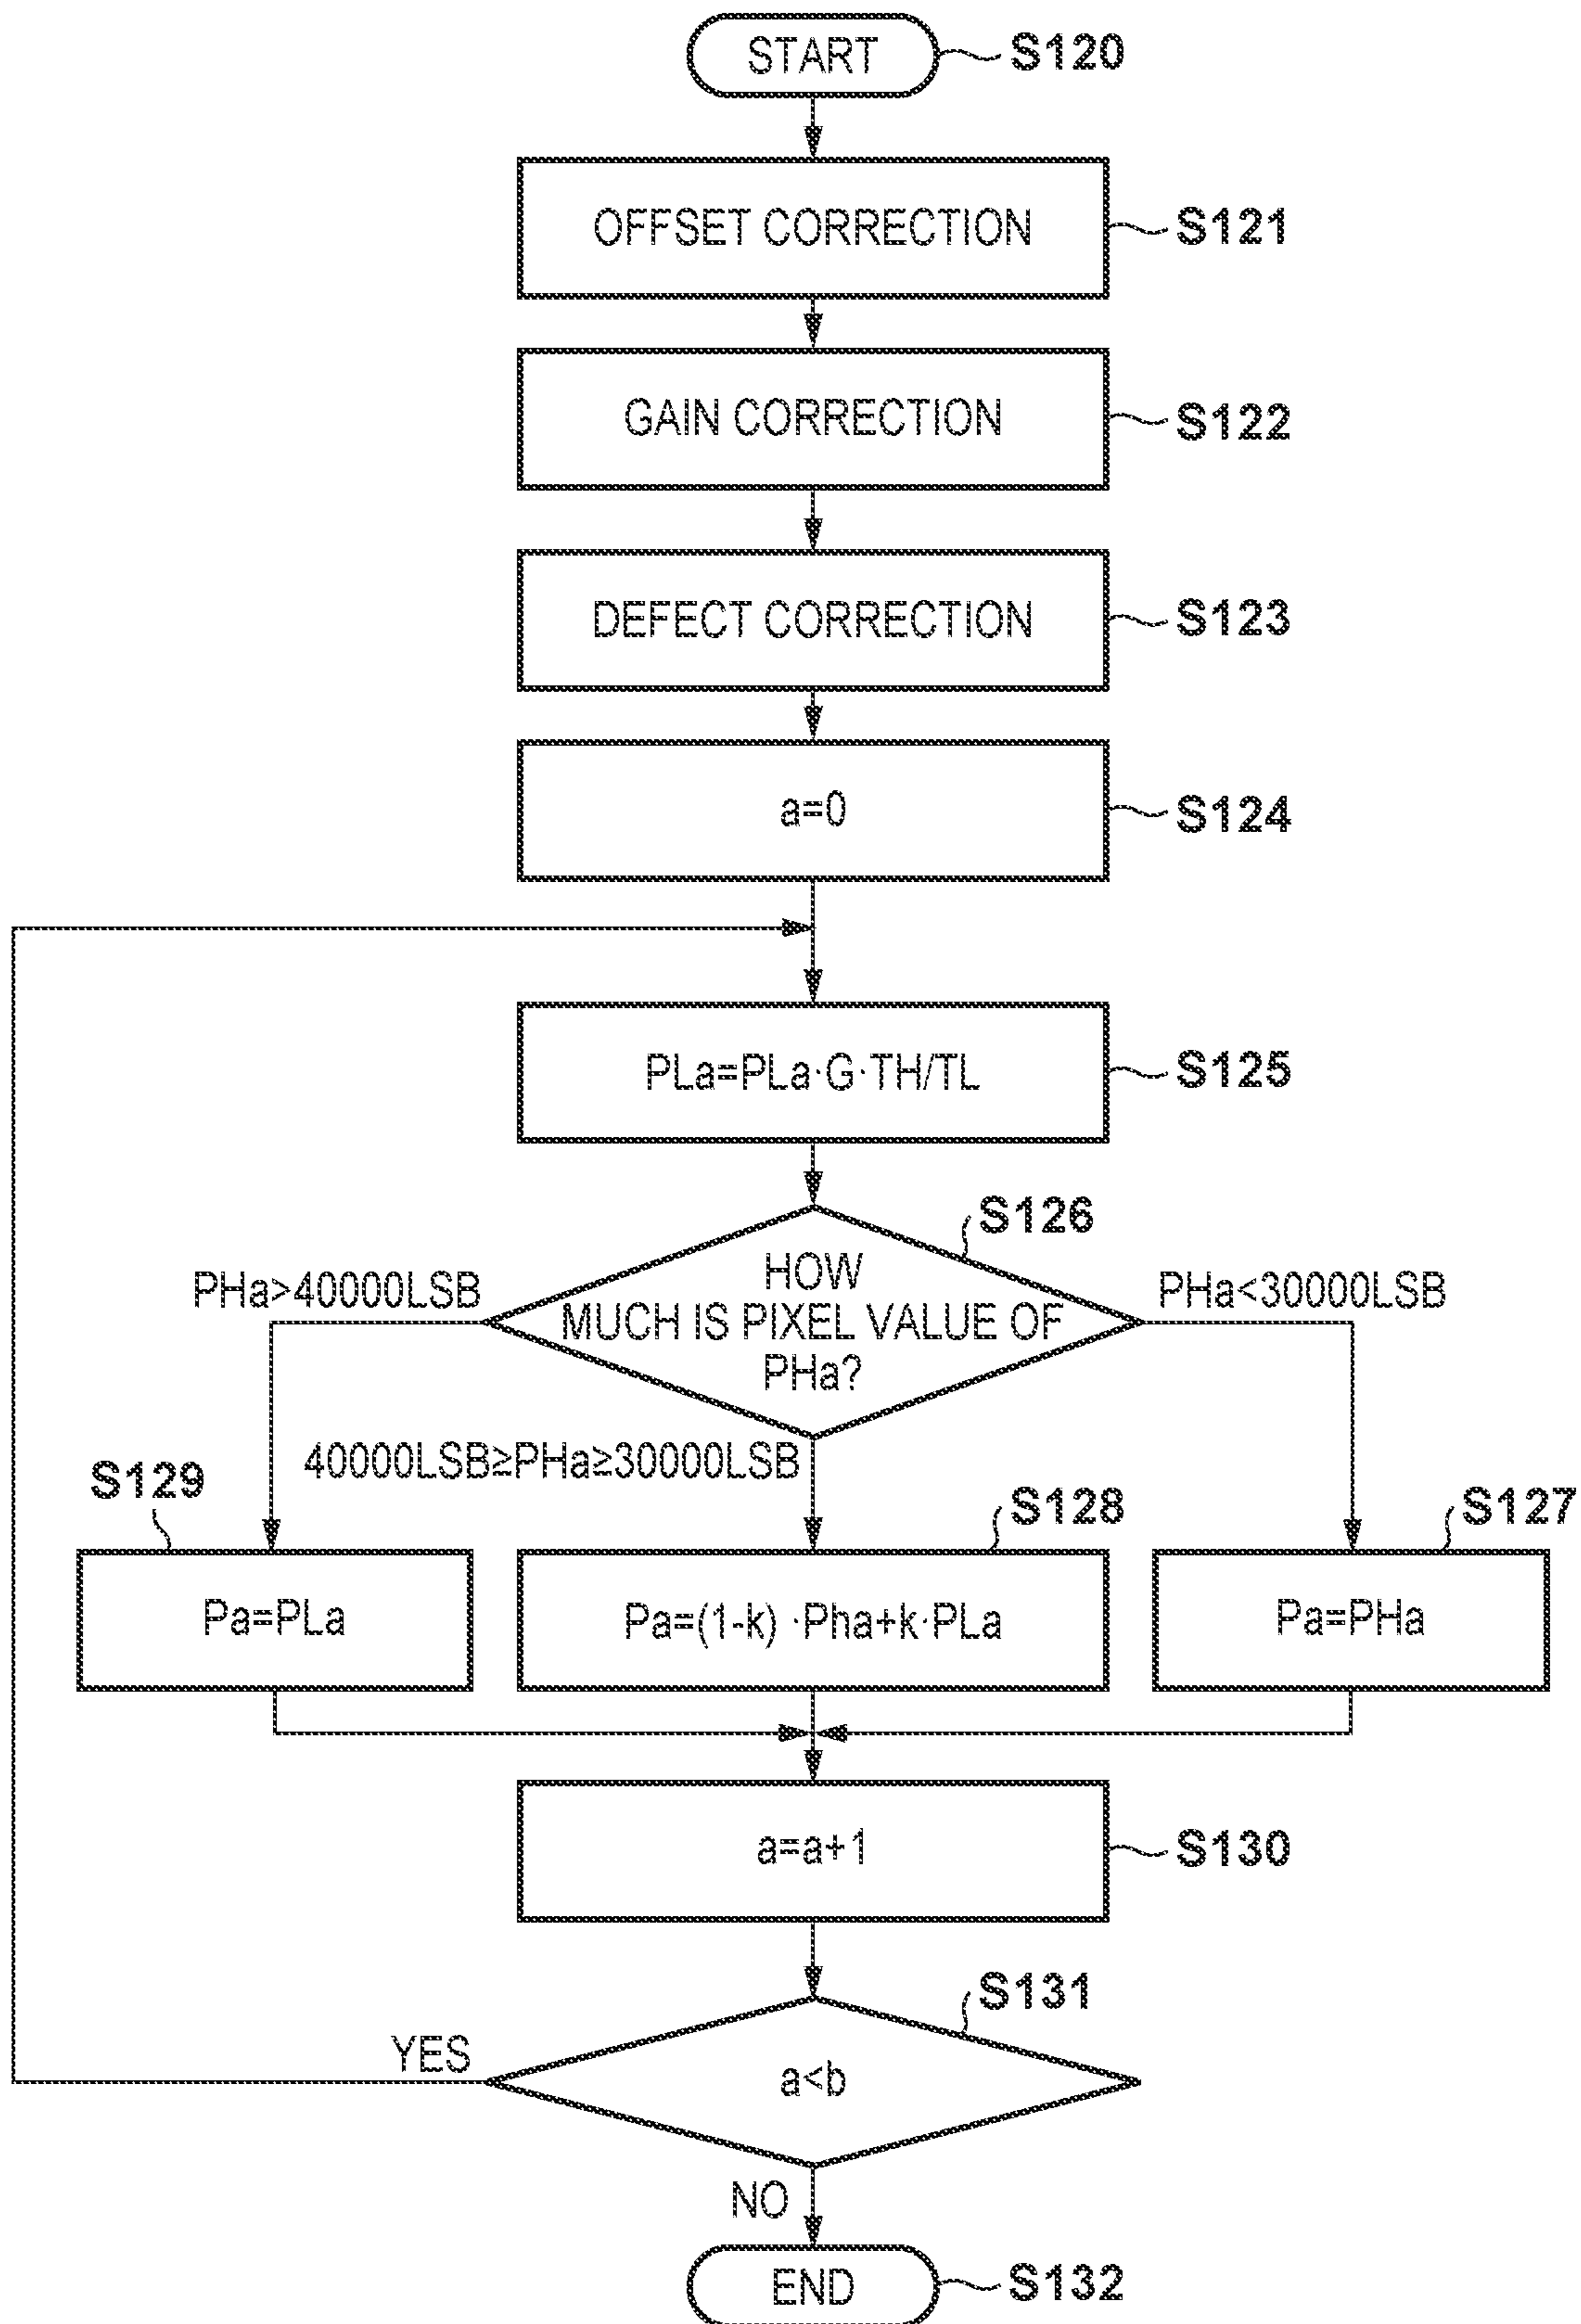 START
S120
OFFSET CORRECTION
S121
GAIN CORRECTION
S122
DEFECT CORRECTION
S123
a=0
S124
PLa=PLa·G·TH/TL
S125
S126
HOW
MUCH IS PIXEL VALUE OF
PHa?
PHa>40000LSB
PHa<30000LSB
40000LSB≥PHa≥30000LSB
S129
S128
S127
Pa=PLa
Pa=(1-k) ·Pha+k·PLa
Pa=PHa
a=a+1
S130
S131
a<b
YES
NO
END
S132